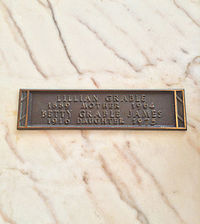 LILLIAN GRABLE
1889 MOTHER 1964
BETTY GRABLE JAMES
1916 DAUGHTER 1973